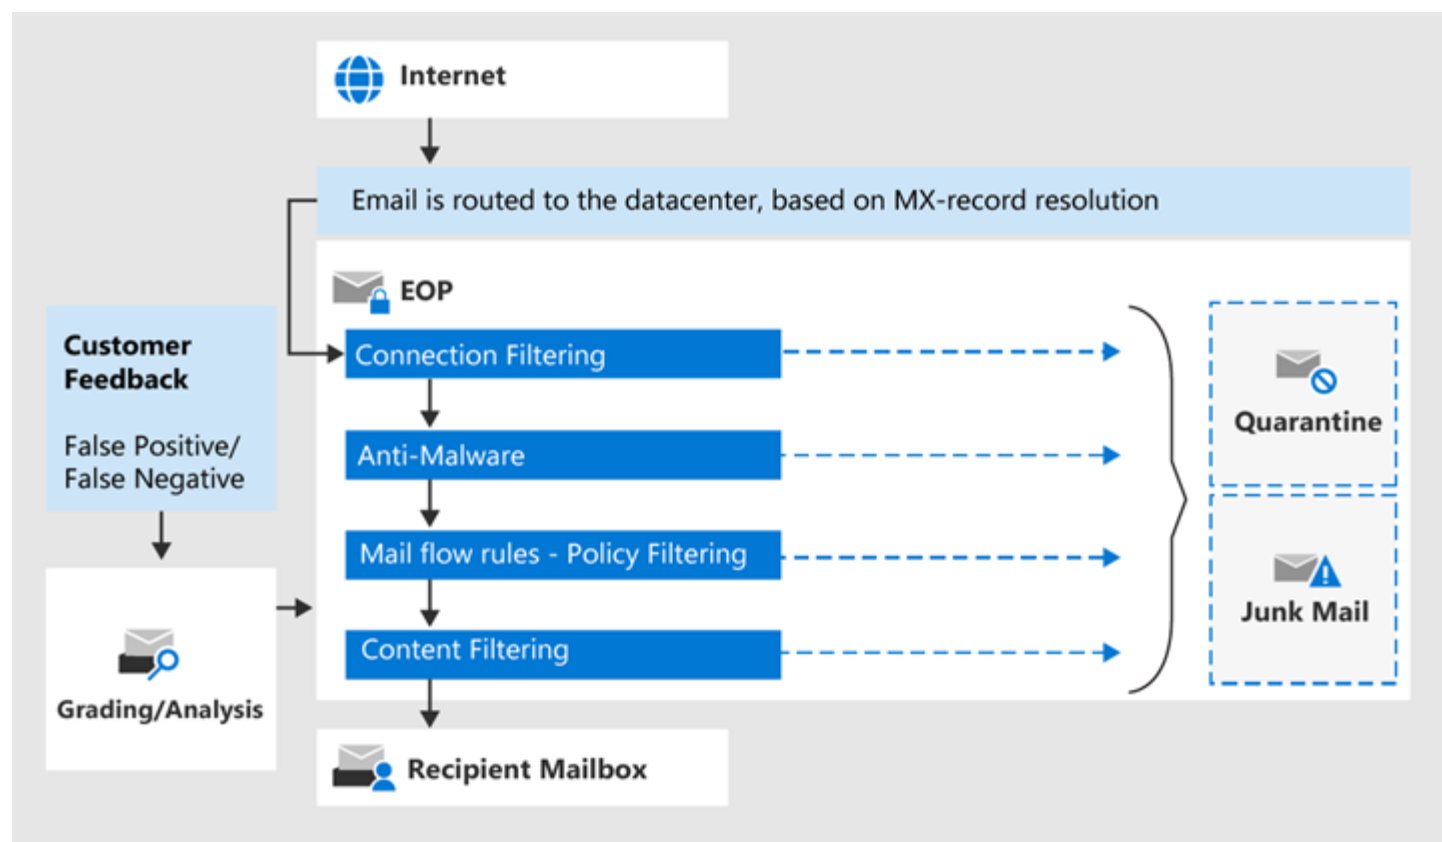 Internet
Email is routed to the datacenter, based on MX-record resolution
EOP
Connection Filtering
Anti-Malware
Mail flow rules - Policy Filtering
Content Filtering
Quarantine
Junk Mail
Customer
Feedback
False Positive/
False Negative
Grading/Analysis
Recipient Mailbox